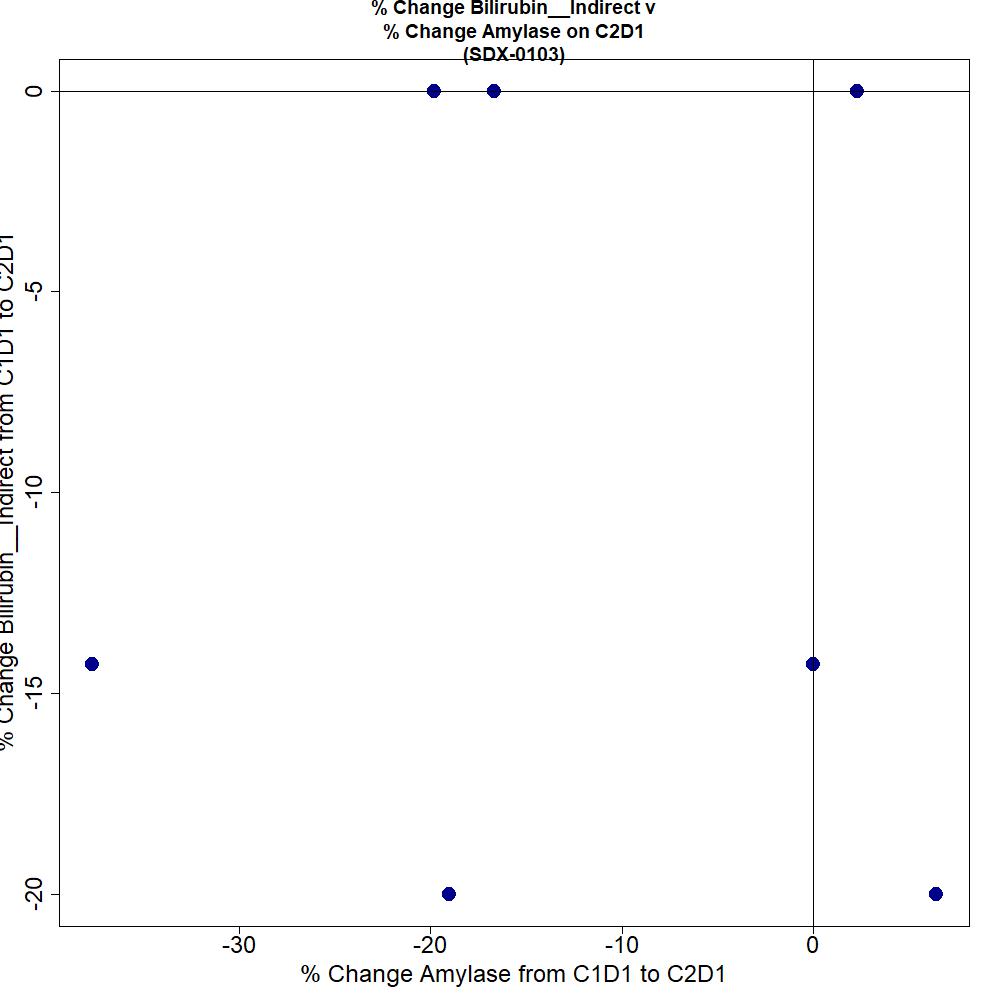 % Change Bilirubin__Indirect v
% Change Amylase on C2D1
(SDX-0103)
% Change Bilirubin__Indirect from C1D1 to C2D1
0
-5
-10
-15
-20
-30
-20
-10
0
% Change Amylase from C1D1 to C2D1